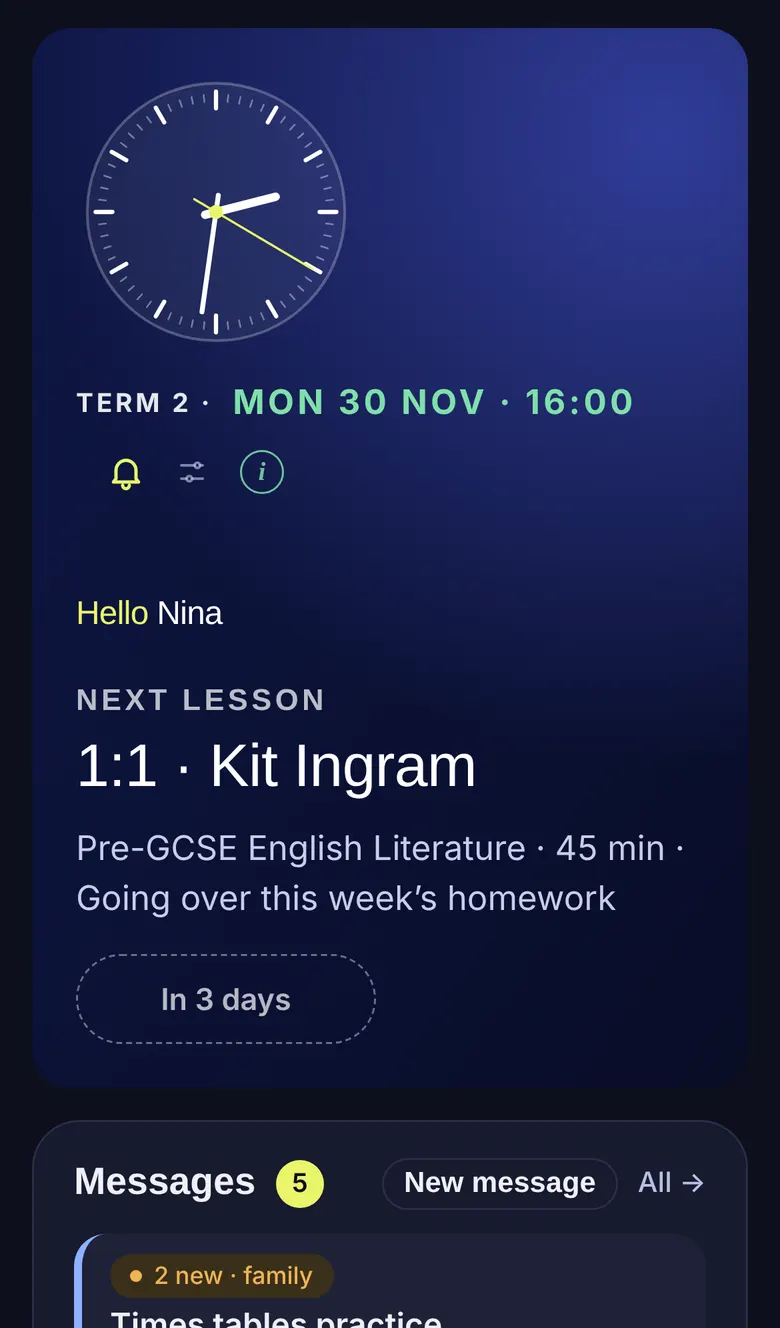 TERM 2 · MON 30 NOV · 16:00
i
Hello Nina
NEXT LESSON
1:1 · Kit Ingram
Pre-GCSE English Literature · 45 min ·
Going over this week’s homework
In 3 days
Messages 5 New message All →
2 new · family
Times tables practice